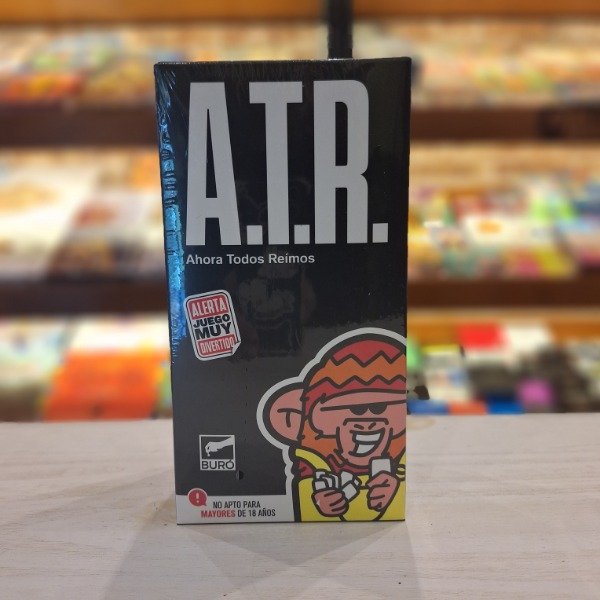 A.T.R.
Ahora Todos Reímos
ALERTA
JUEGO MUY
DIVERTIDO
BURÓ
NO APTO PARA
MAYORES DE 18 AÑOS